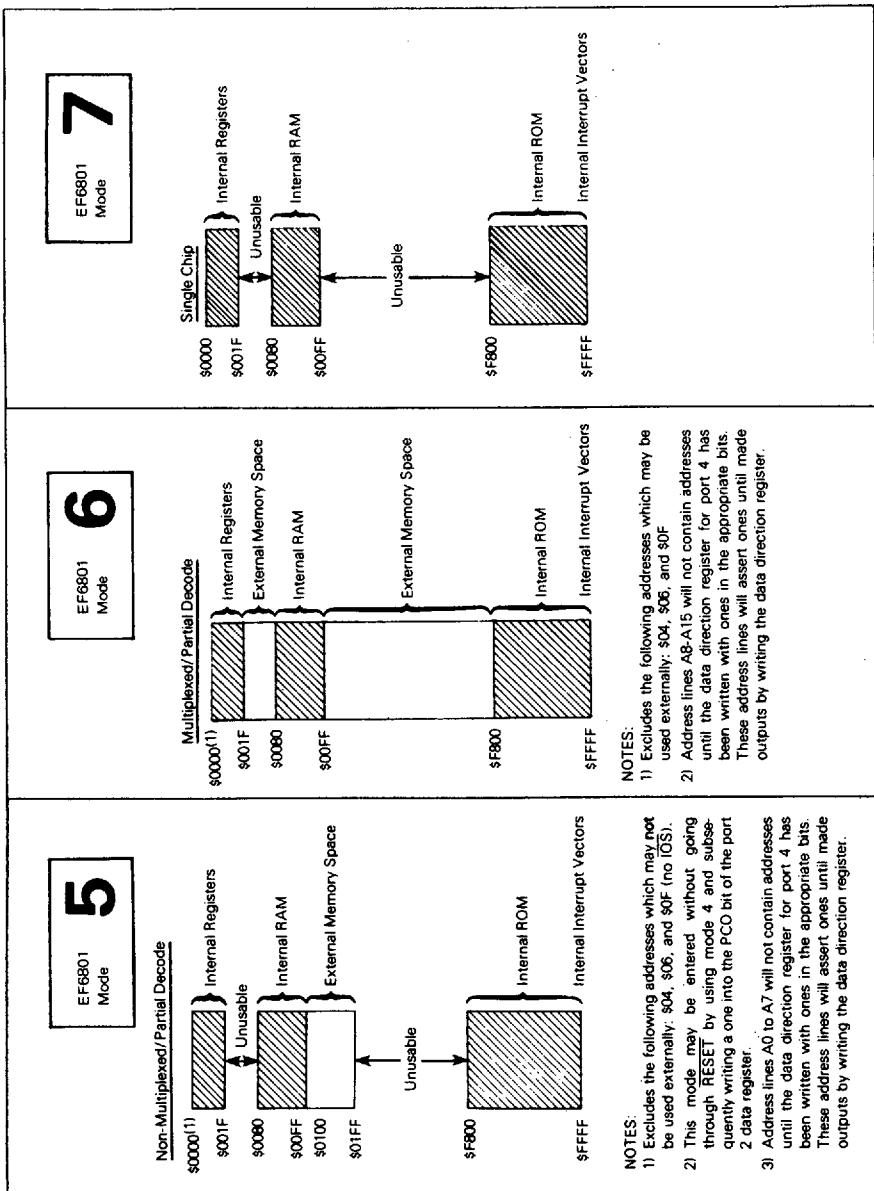 EF6801
Mode
5
Non-Multiplexed/Partial Decode
$0000(1)
$001F
$0080
$00FF
$0100
$01FF
$F800
$FFFF
Internal Registers
Unusable
Internal RAM
External Memory Space
Unusable
Internal ROM
Internal Interrupt Vectors
NOTES:
1) Excludes the following addresses which may not
be used externally: $04, $06, and $0F (no IOS).
2) This mode may be entered without going
through RESET by using mode 4 and subse-
quently writing a one into the PCO bit of the port
2 data register.
3) Address lines A0 to A7 will not contain addresses
until the data direction register for port 4 has
been written with ones in the appropriate bits.
These address lines will assert ones until made
outputs by writing the data direction register.
EF6801
Mode
6
Multiplexed/Partial Decode
$0000(1)
$001F
$0080
$00FF
$F800
$FFFF
Internal Registers
External Memory Space
Internal RAM
External Memory Space
Internal ROM
Internal Interrupt Vectors
NOTES:
1) Excludes the following addresses which may be
used externally: $04, $06, and $0F
2) Address lines A8-A15 will not contain addresses
until the data direction register for port 4 has
been written with ones in the appropriate bits.
These address lines will assert ones until made
outputs by writing the data direction register.
EF6801
Mode
7
Single Chip
$0000
$001F
$0080
$00FF
$F800
$FFFF
Internal Registers
Unusable
Internal RAM
Unusable
Internal ROM
Internal Interrupt Vectors